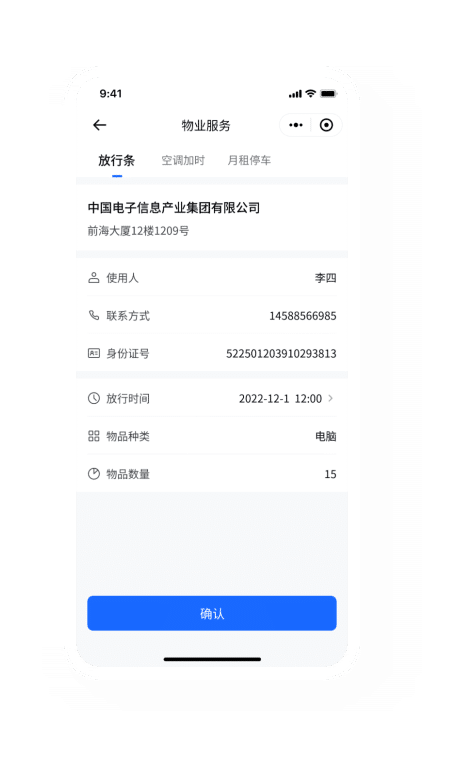 9:41
物业服务
放行条 空调加时 月租停车
中国电子信息产业集团有限公司
前海大厦12楼1209号
使用人 李四
联系方式 14588566985
身份证号 522501203910293813
放行时间 2022-12-1 12:00
物品种类 电脑
物品数量 15
确认